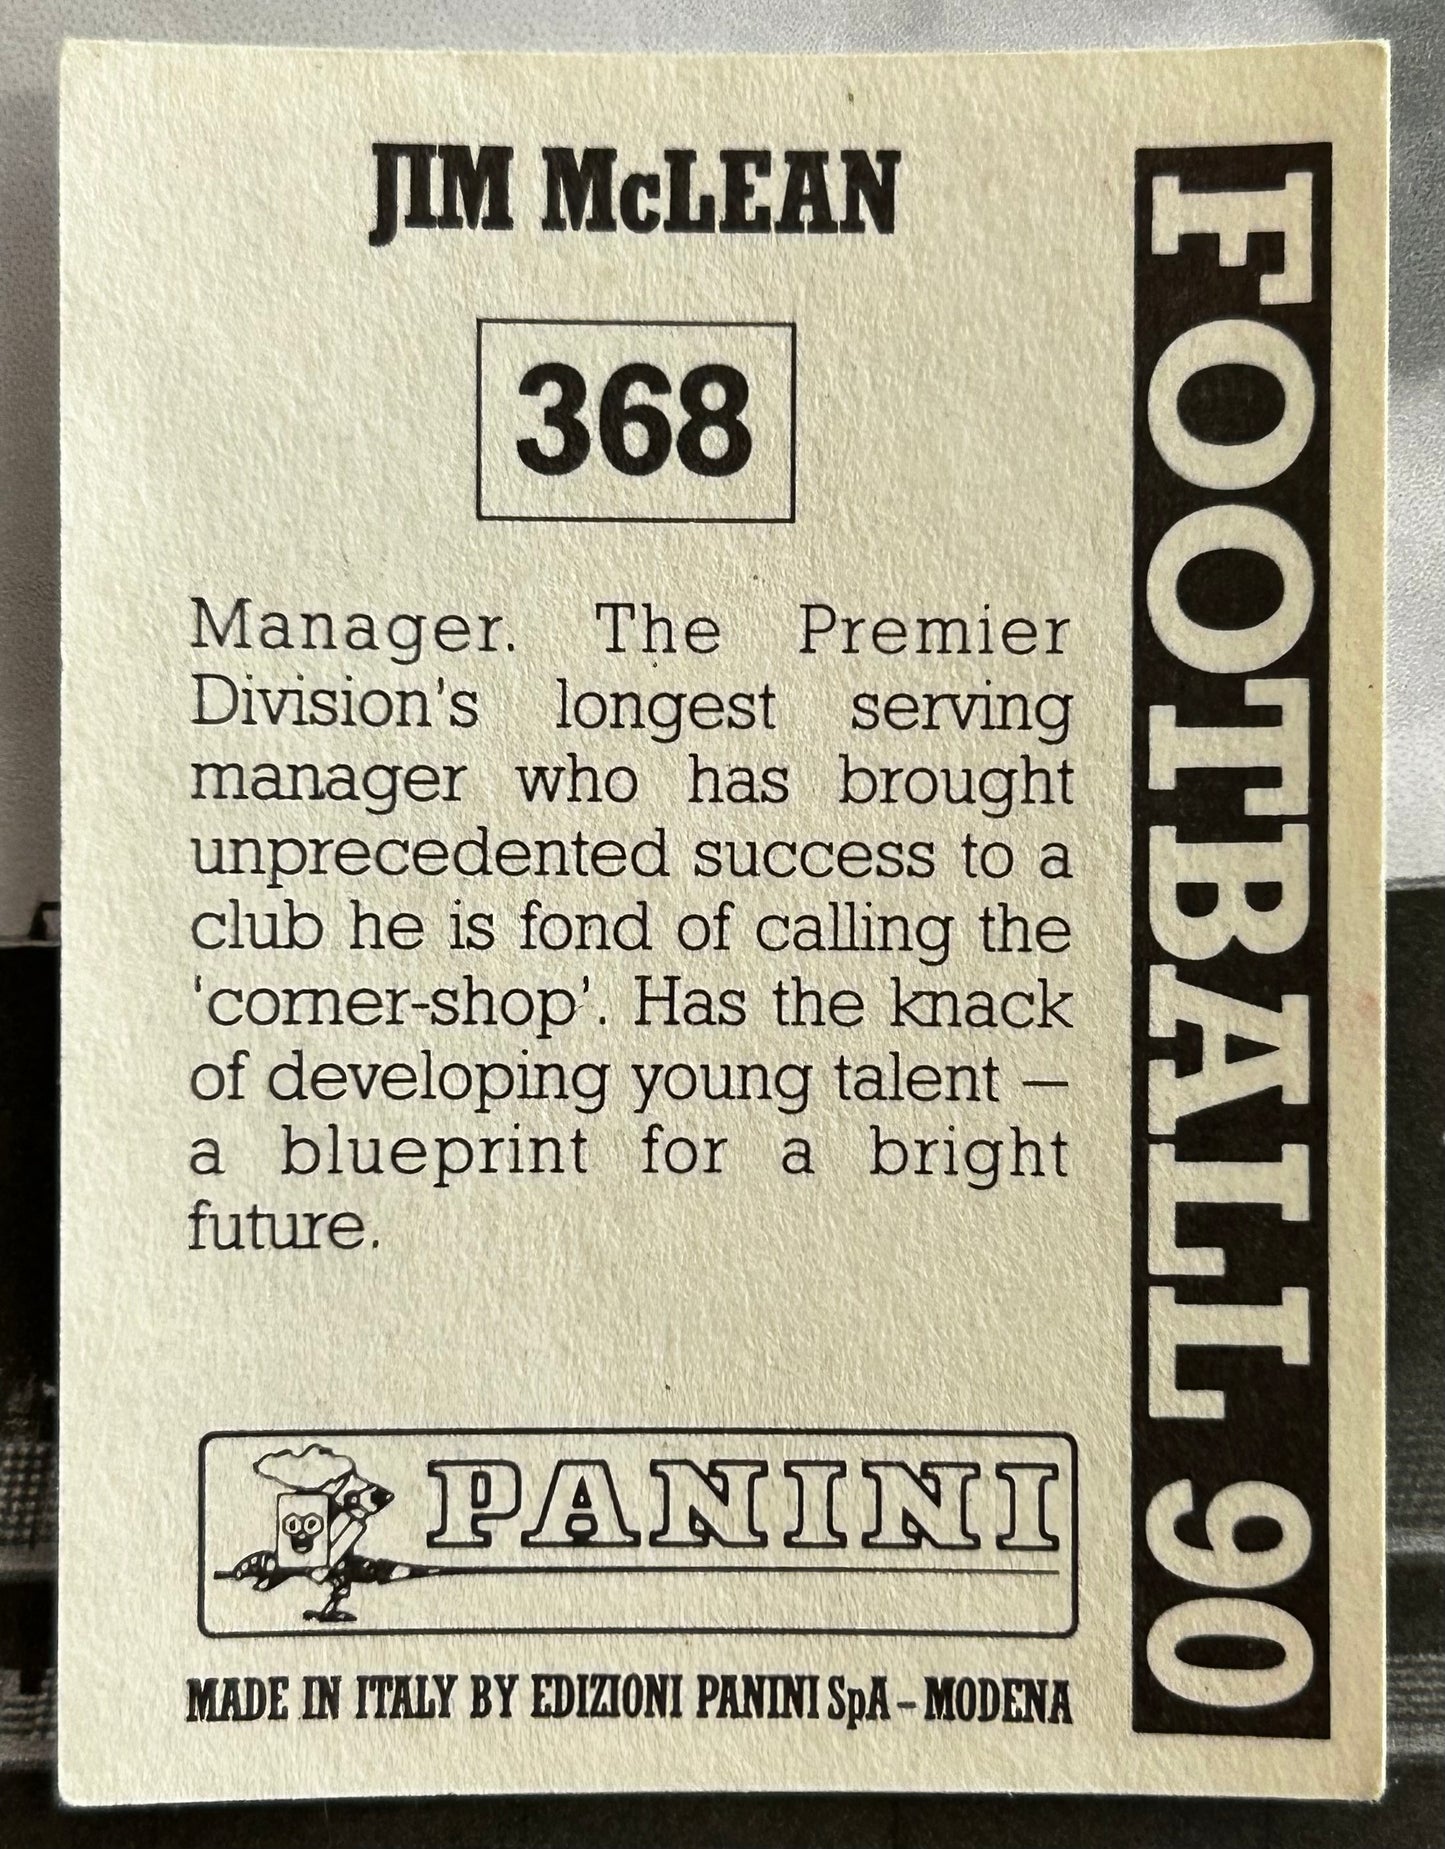 JIM McLEAN
368
Manager. The Premier
Division's longest serving
manager who has brought
unprecedented success to a
club he is fond of calling the
'corner-shop'. Has the knack
of developing young talent —
a blueprint for a bright
future.
PANINI
MADE IN ITALY BY EDIZIONI PANINI SpA – MODENA
FOOTBALL 90